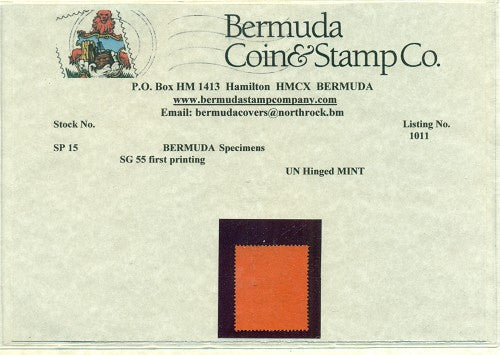 Bermuda
Coin&Stamp Co.
P.O. Box HM 1413 Hamilton HMCX BERMUDA
www.bermudastampcompany.com
Email: bermudacovers@northrock.bm
Stock No. Listing No.
1011
SP 15 BERMUDA Specimens
SG 55 first printing
UN Hinged MINT